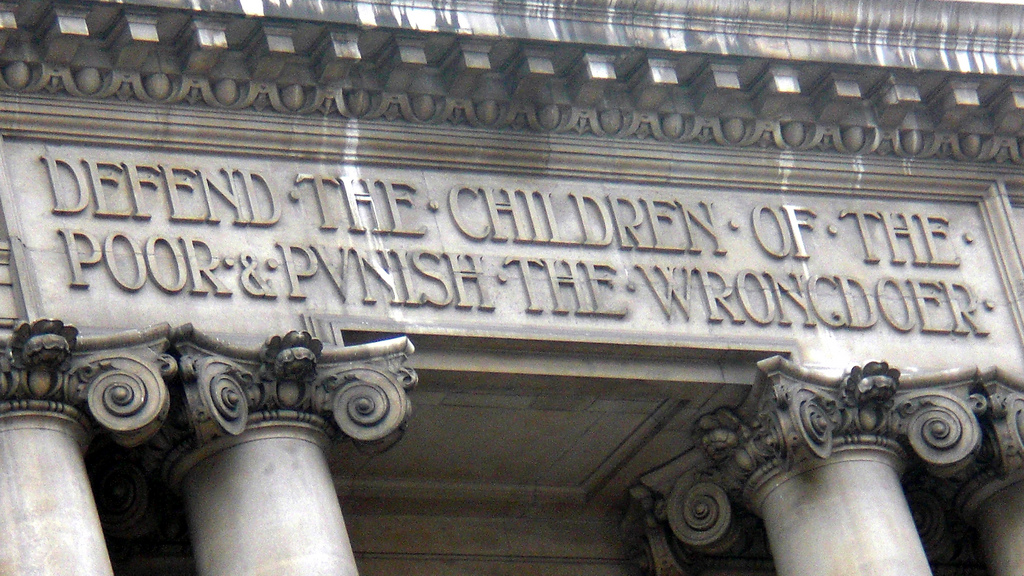 DEFEND · THE · CHILDREN · OF · THE ·
POOR · & · PVNISH · THE · WRONGDOER ·